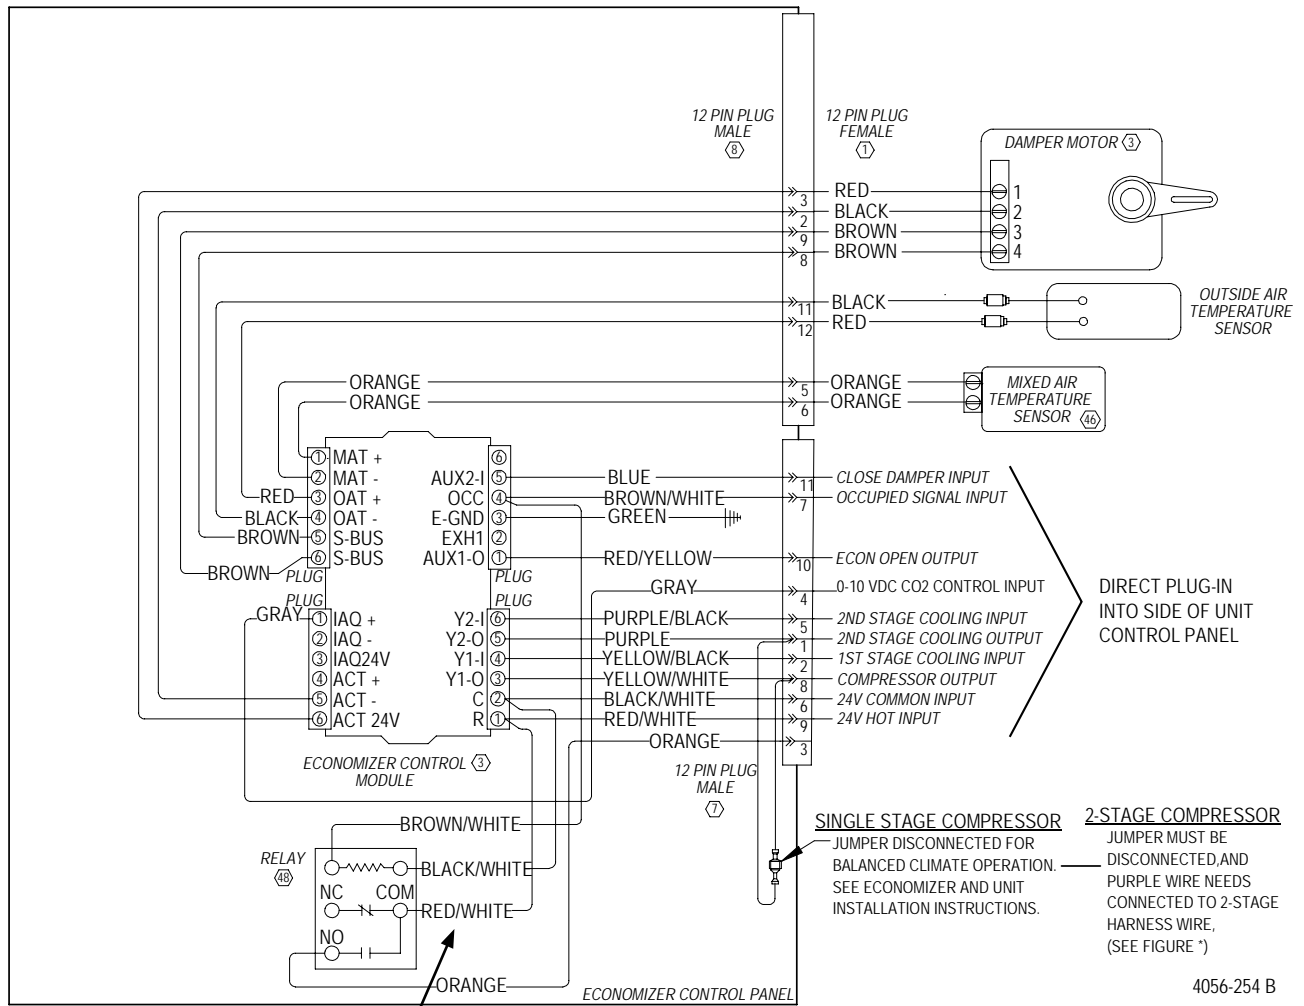 12 PIN PLUG
MALE
8
12 PIN PLUG
FEMALE
1
DAMPER MOTOR 3
3 RED 1
2 BLACK 2
9 BROWN 3
8 BROWN 4
11 BLACK
12 RED
OUTSIDE AIR
TEMPERATURE
SENSOR
ORANGE 5 ORANGE
ORANGE 6 ORANGE
MIXED AIR
TEMPERATURE
SENSOR 46
1 MAT +
2 MAT -
RED 3 OAT +
BLACK 4 OAT -
BROWN 5 S-BUS
BROWN 6 S-BUS
PLUG
6
AUX2-I 5 BLUE 11 CLOSE DAMPER INPUT
OCC 4 BROWN/WHITE 7 OCCUPIED SIGNAL INPUT
E-GND 3 GREEN
EXH1 2
AUX1-O 1 RED/YELLOW 10 ECON OPEN OUTPUT
PLUG
GRAY 4 0-10 VDC CO2 CONTROL INPUT
PLUG
GRAY 1 IAQ +
2 IAQ -
3 IAQ24V
4 ACT +
5 ACT -
6 ACT 24V
PLUG
Y2-I 6 PURPLE/BLACK 5 2ND STAGE COOLING INPUT
Y2-O 5 PURPLE 1 2ND STAGE COOLING OUTPUT
Y1-I 4 YELLOW/BLACK 2 1ST STAGE COOLING INPUT
Y1-O 3 YELLOW/WHITE 8 COMPRESSOR OUTPUT
C 2 BLACK/WHITE 6 24V COMMON INPUT
R 1 RED/WHITE 9 24V HOT INPUT
ORANGE 3
DIRECT PLUG-IN
INTO SIDE OF UNIT
CONTROL PANEL
ECONOMIZER CONTROL 3
MODULE
12 PIN PLUG
MALE
7
BROWN/WHITE
RELAY
48
BLACK/WHITE
NC COM
RED/WHITE
NO
ORANGE
SINGLE STAGE COMPRESSOR
JUMPER DISCONNECTED FOR
BALANCED CLIMATE OPERATION.
SEE ECONOMIZER AND UNIT
INSTALLATION INSTRUCTIONS.
2-STAGE COMPRESSOR
JUMPER MUST BE
DISCONNECTED,AND
PURPLE WIRE NEEDS
CONNECTED TO 2-STAGE
HARNESS WIRE,
(SEE FIGURE *)
ECONOMIZER CONTROL PANEL
4056-254 B